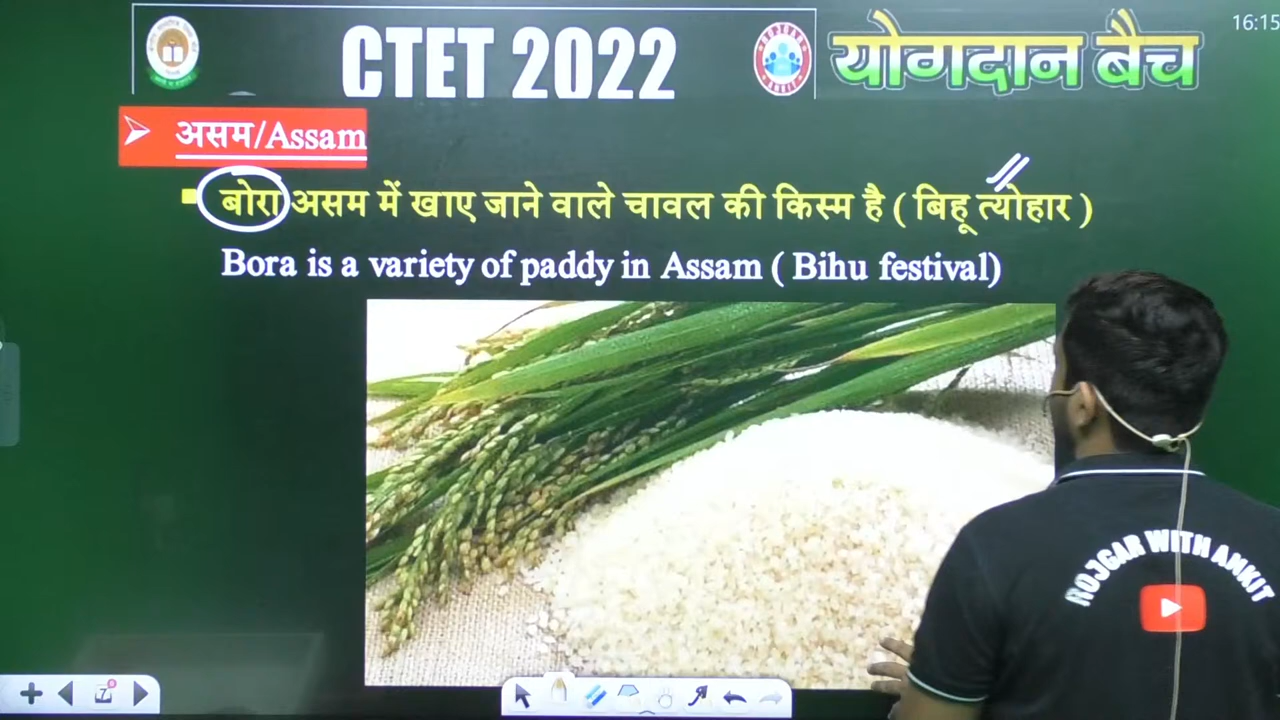 CTET 2022
योगदान बैच
16:15
असम/Assam
बोरा असम में खाए जाने वाले चावल की किस्म है ( बिहू त्योहार )
Bora is a variety of paddy in Assam ( Bihu festival)
ROJGAR WITH ANKIT